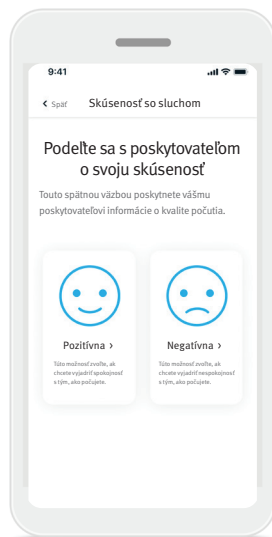 9:41
Späť Skúsenosť so sluchom
Podeľte sa s poskytovateľom
o svoju skúsenosť
Touto spätnou väzbou poskytnete vášmu
poskytovateľovi informácie o kvalite počutia.
Pozitívna ›
Túto možnosť zvoľte, ak
chcete vyjadriť spokojnosť
s tým, ako počujete.
Negatívna ›
Túto možnosť zvoľte, ak
chcete vyjadriť nespokojnosť
s tým, ako počujete.